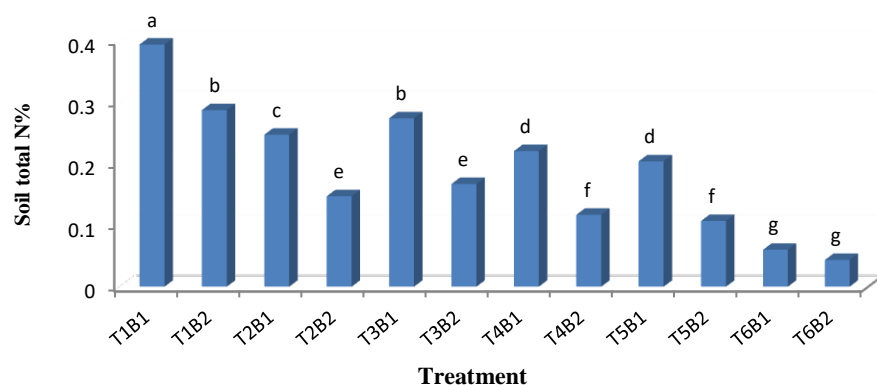 a
0.4
b
b
c
0.3
d
d
e
e
0.2
f
f
g
g
0.1
0
Soil total N%
T1B1
T1B2
T2B1
T2B2
T3B1
T3B2
T4B1
T4B2
T5B1
T5B2
T6B1
T6B2
Treatment